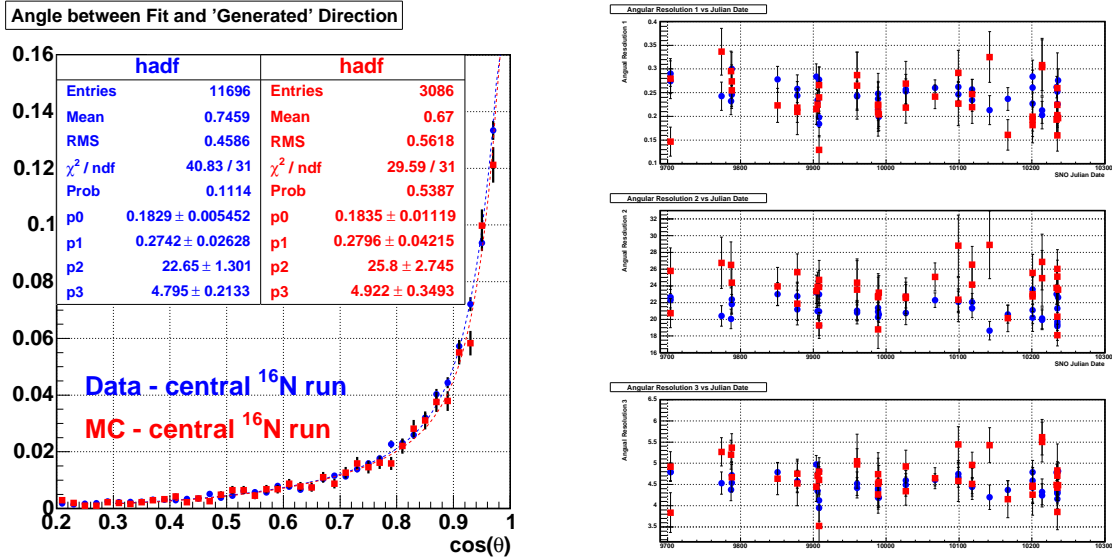 Angle between Fit and 'Generated' Direction
0.16
0.14
0.12
0.1
0.08
0.06
0.04
0.02
0
0.2 0.3 0.4 0.5 0.6 0.7 0.8 0.9 1
cos(θ)
hadf
Entries 11696
Mean 0.7459
RMS 0.4586
χ² / ndf 40.83 / 31
Prob 0.1114
p0 0.1829 ± 0.005452
p1 0.2742 ± 0.02628
p2 22.65 ± 1.301
p3 4.795 ± 0.2133
hadf
Entries 3086
Mean 0.67
RMS 0.5618
χ² / ndf 29.59 / 31
Prob 0.5387
p0 0.1835 ± 0.01119
p1 0.2796 ± 0.04215
p2 25.8 ± 2.745
p3 4.922 ± 0.3493
Data - central ¹⁶N run
MC - central ¹⁶N run
Angular Resolution 1 vs Julian Date
Angual Resolution 1
0.4
0.35
0.3
0.25
0.2
0.15
0.1
9700 9800 9900 10000 10100 10200 10300
SNO Julian Date
Angular Resolution 2 vs Julian Date
Angual Resolution 2
32
30
28
26
24
22
20
18
16
9700 9800 9900 10000 10100 10200 10300
SNO Julian Date
Angular Resolution 3 vs Julian Date
Angual Resolution 3
6.5
6
5.5
5
4.5
4
3.5
9700 9800 9900 10000 10100 10200 10300
SNO Julian Date